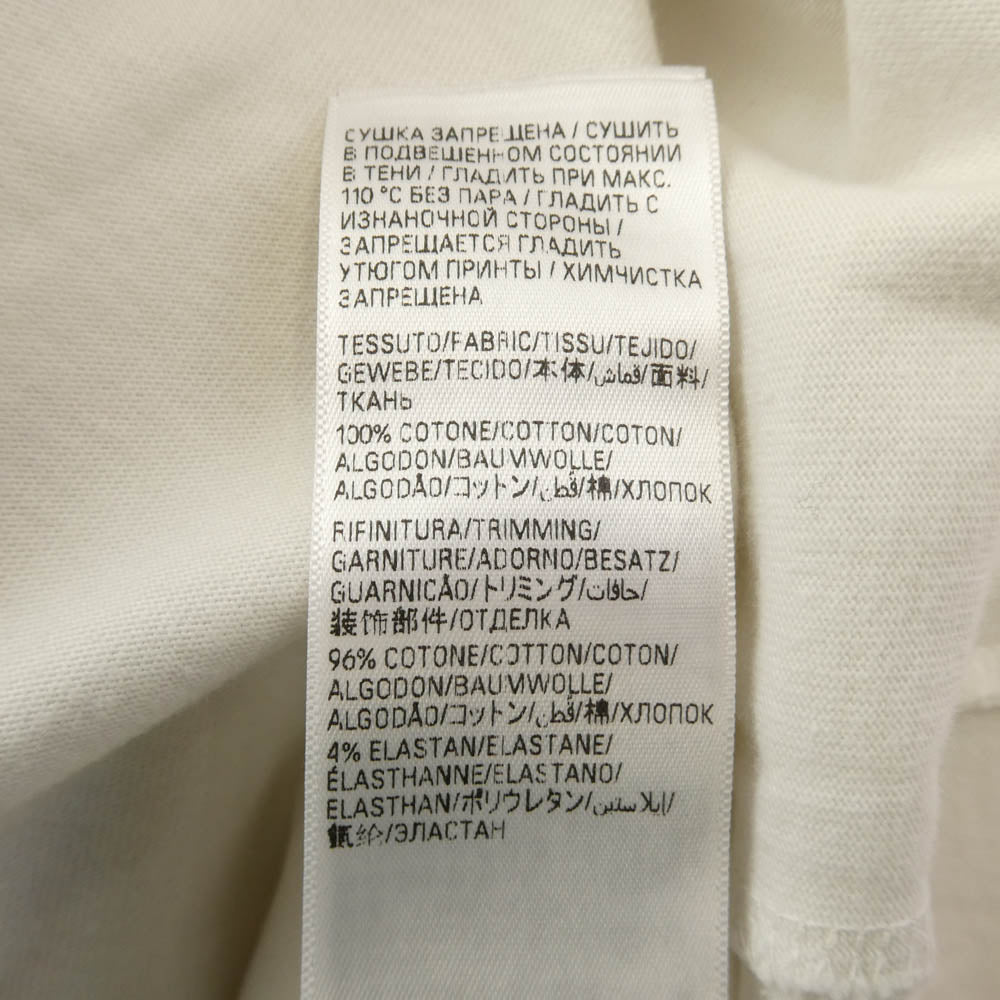 СУШКА ЗАПРЕЩЕНА / СУШИТЬ
В ПОДВЕШЕННОМ СОСТОЯНИИ
В ТЕНИ / ГЛАДИТЬ ПРИ МАКС.
110 °C БЕЗ ПАРА / ГЛАДИТЬ С
ИЗНАНОЧНОЙ СТОРОНЫ /
ЗАПРЕЩАЕТСЯ ГЛАДИТЬ
УТЮГОМ ПРИНТЫ / ХИМЧИСТКА
ЗАПРЕЩЕНА
TESSUTO/FABRIC/TISSU/TEJIDO/
GEWEBE/TECIDO/本体/قماش/面料/
ТКАНЬ
100% COTONE/COTTON/COTON/
ALGODON/BAUMWOLLE/
ALGODÃO/コットン/قطن/棉/ХЛОПОК
RIFINITURA/TRIMMING/
GARNITURE/ADORNO/BESATZ/
GUARNICÃO/トリミング/حافات/
装饰部件/ОТДЕЛКА
96% COTONE/COTTON/COTON/
ALGODON/BAUMWOLLE/
ALGODÃO/コットン/قطن/棉/ХЛОПОК
4% ELASTAN/ELASTANE/
ÉLASTHANNE/ELASTANO/
ELASTHAN/ポリウレタン/إيلاستين/
氨纶/ЭЛАСТАН